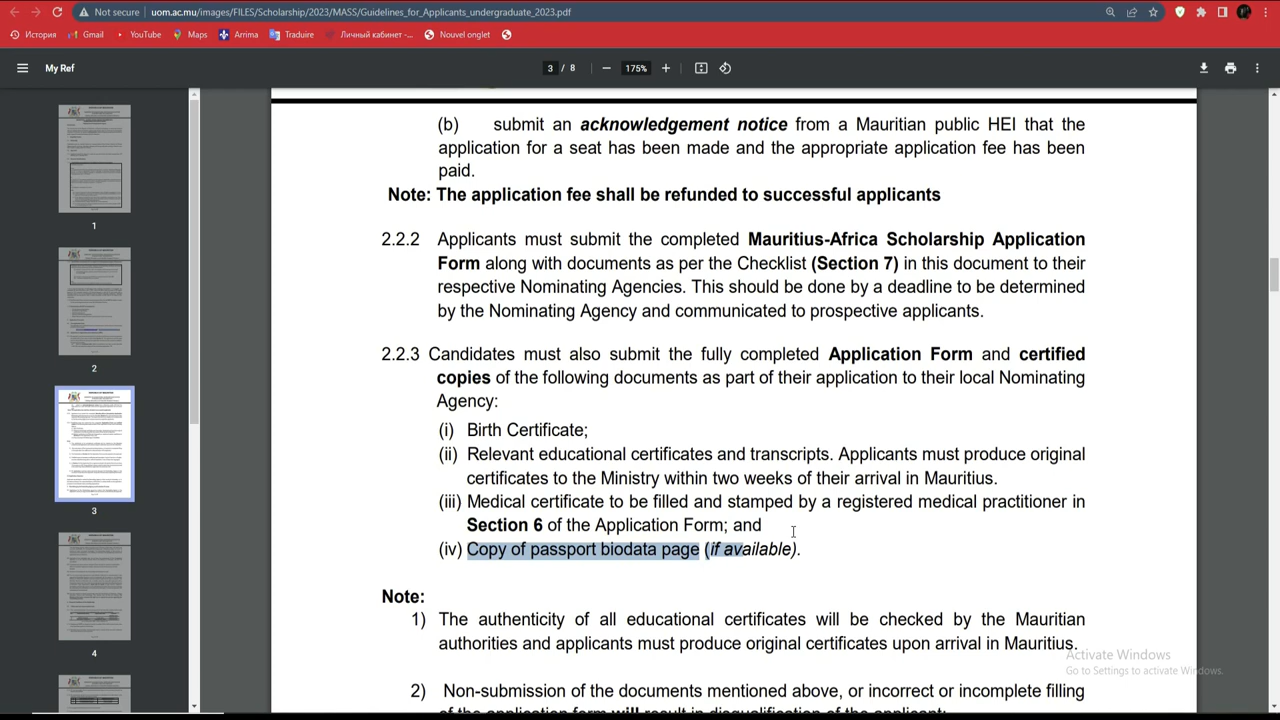 Not secure | uom.ac.mu/images/FILES/Scholarship/2023/MASS/Guidelines_for_Applicants_undergraduate_2023.pdf
История Gmail YouTube Maps Arrima Traduire Личный кабинет -... Nouvel onglet
My Ref 3 / 8 175%
(b) submit an acknowledgement notice from a Mauritian public HEI that the
application for a seat has been made and the appropriate application fee has been
paid.
Note: The application fee shall be refunded to successful applicants
2.2.2 Applicants must submit the completed Mauritius-Africa Scholarship Application
Form along with documents as per the Checklist (Section 7) in this document to their
respective Nominating Agencies. This should be done by a deadline to be determined
by the Nominating Agency and communicated to prospective applicants.
2.2.3 Candidates must also submit the fully completed Application Form and certified
copies of the following documents as part of their application to their local Nominating
Agency:
(i) Birth Certificate;
(ii) Relevant educational certificates and transcripts. Applicants must produce original
certificates to the Ministry within two weeks of their arrival in Mauritius.
(iii) Medical certificate to be filled and stamped by a registered medical practitioner in
Section 6 of the Application Form; and
(iv) Copy of passport biodata page (if available).
Note:
1) The authenticity of all educational certificates will be checked by the Mauritian
authorities and applicants must produce original certificates upon arrival in Mauritius.
2) Non-submission of the documents mentioned above, or incorrect or incomplete filling
of the application form will result in disqualification of the applicant;
Activate Windows
Go to Settings to activate Windows.
1
2
3
4